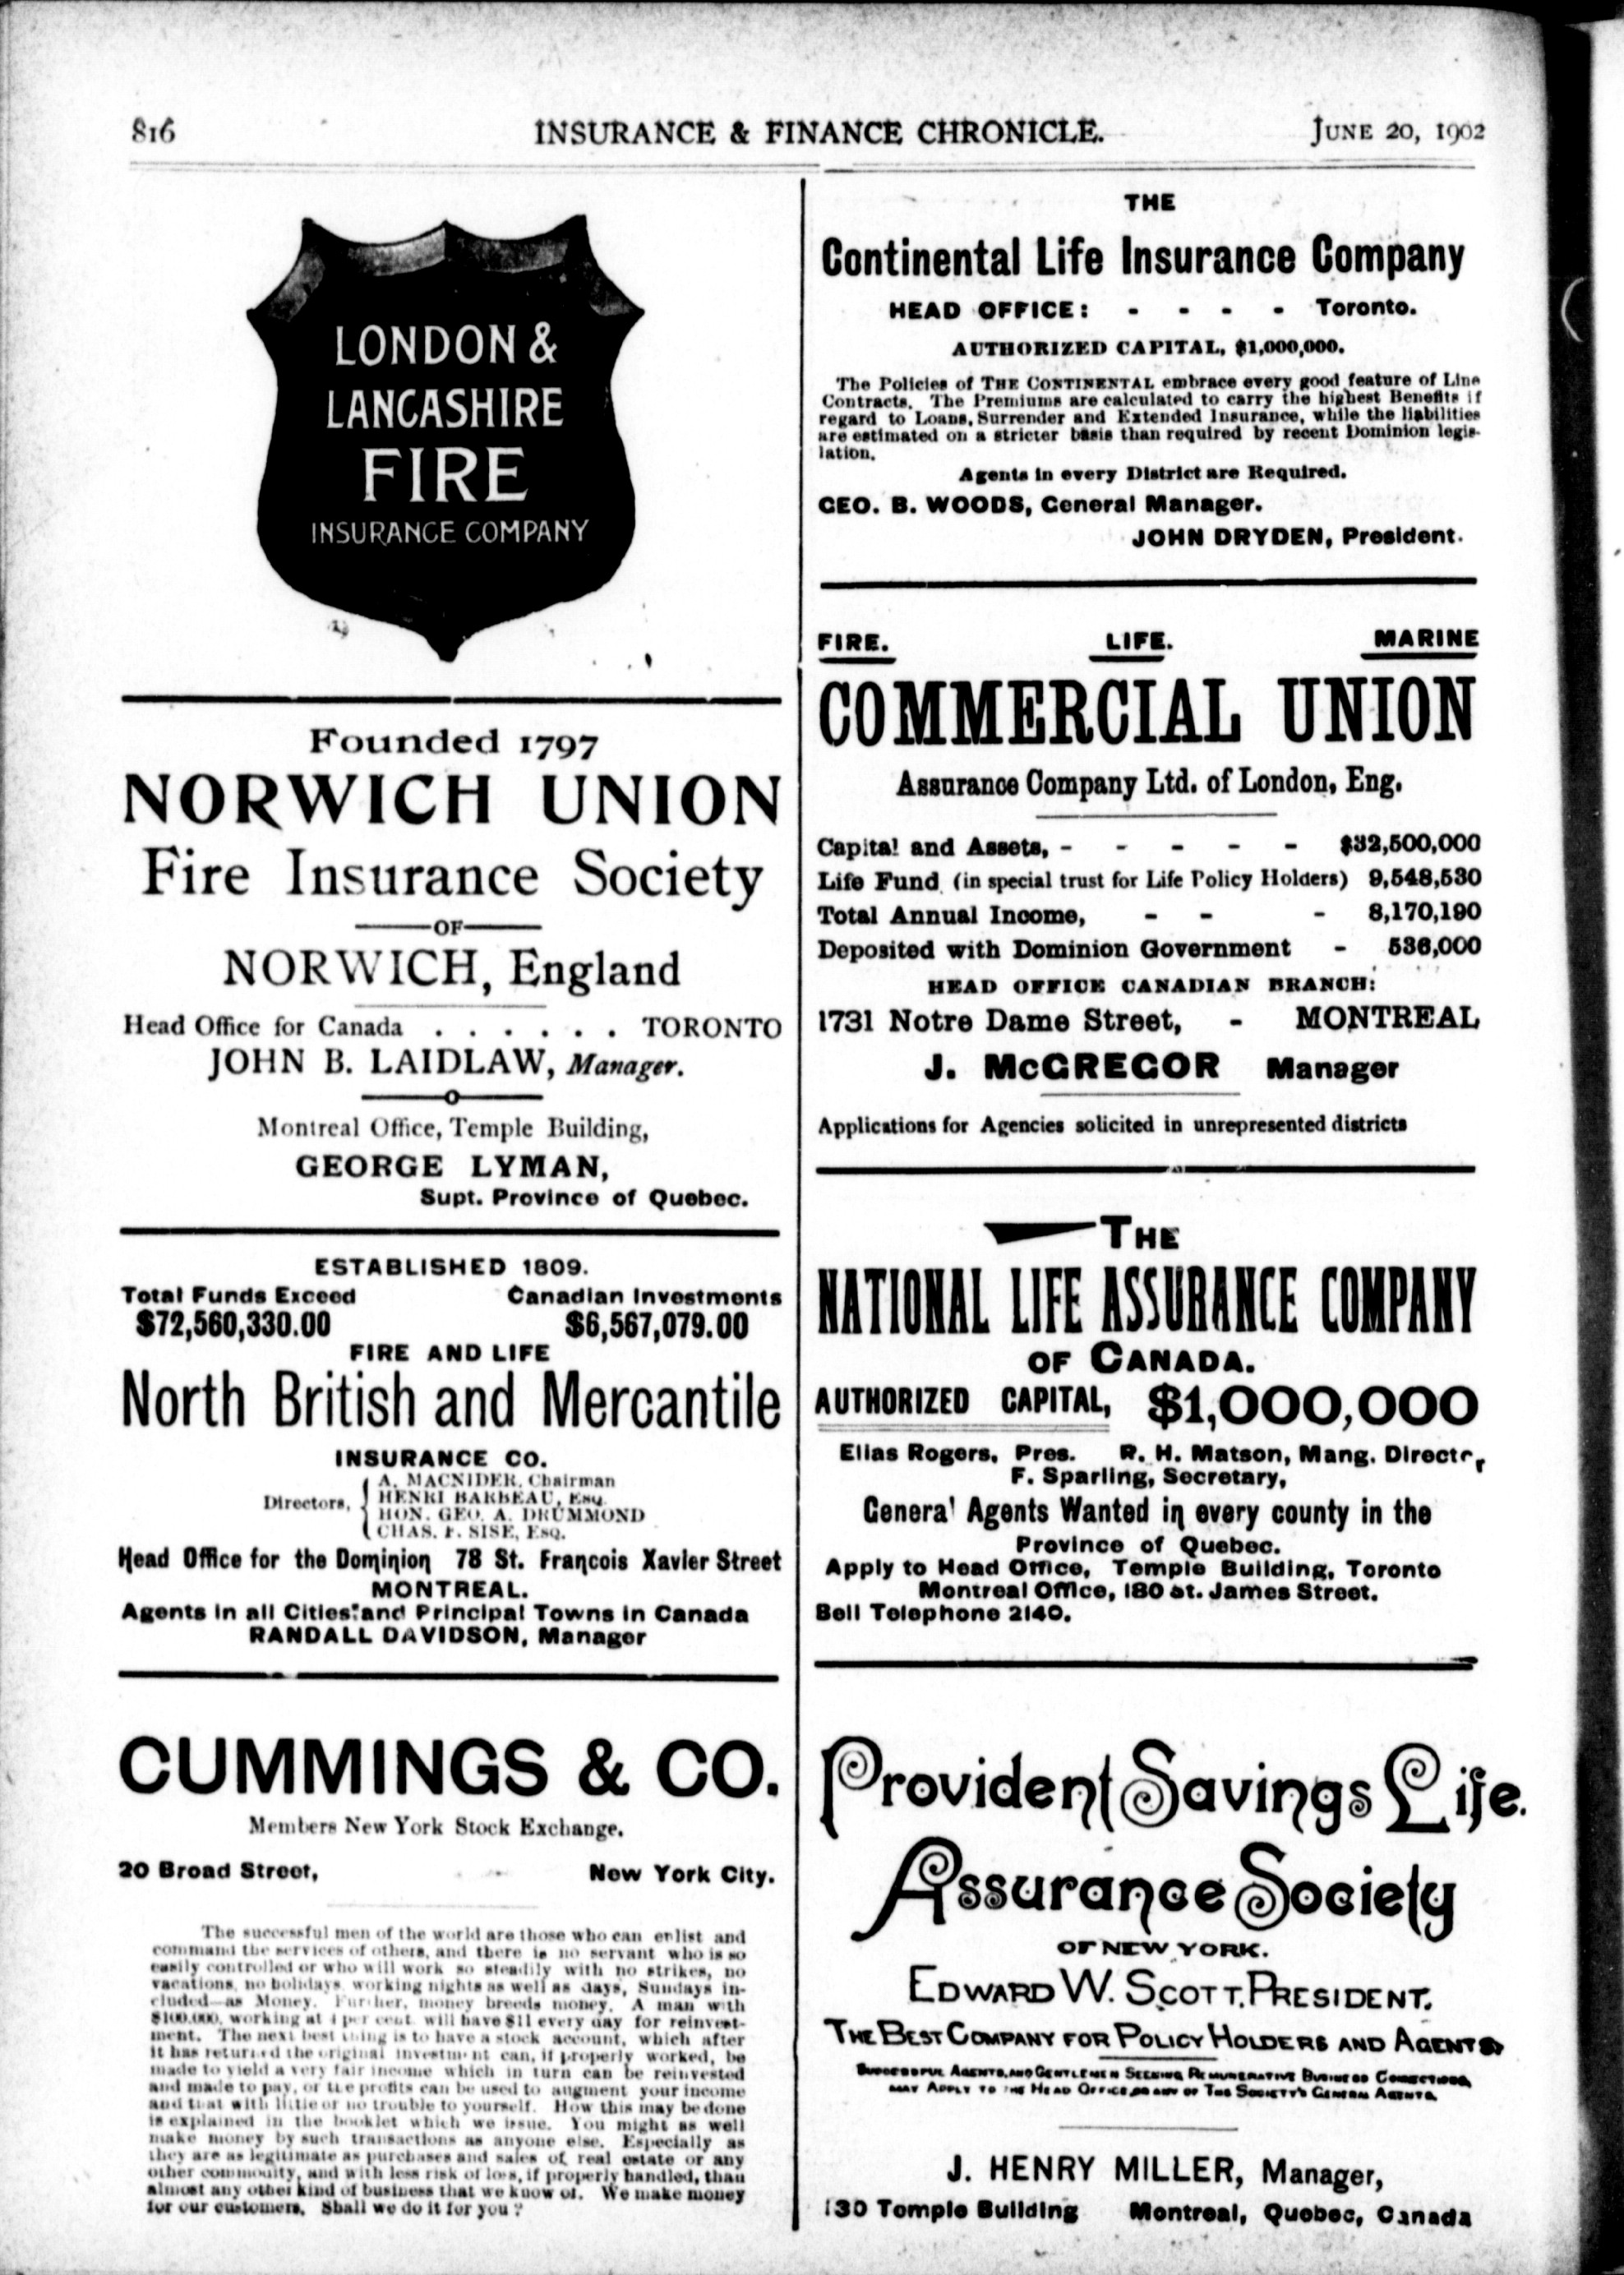 816
INSURANCE & FINANCE CHRONICLE.
JUNE 20, 1902
LONDON &
LANCASHIRE
FIRE
INSURANCE COMPANY
Founded 1797
NORWICH UNION
Fire Insurance Society
OF
NORWICH, England
Head Office for Canada . . . . . . TORONTO
JOHN B. LAIDLAW, Manager.
Montreal Office, Temple Building,
GEORGE LYMAN,
Supt. Province of Quebec.
ESTABLISHED 1809.
Total Funds Exceed Canadian Investments
$72,560,330.00 $6,567,079.00
FIRE AND LIFE
North British and Mercantile
INSURANCE CO.
Directors,
A. MACNIDER, Chairman
HENRI BARBEAU, Esq.
HON. GEO. A. DRUMMOND
CHAS. F. SISE, ESQ.
Head Office for the Dominion 78 St. François Xavier Street
MONTREAL.
Agents in all Cities and Principal Towns in Canada
RANDALL DAVIDSON, Manager
CUMMINGS & CO.
Members New York Stock Exchange.
20 Broad Street, New York City.
The successful men of the world are those who can enlist and
command the services of others, and there is no servant who is so
easily controlled or who will work so steadily with no strikes, no
vacations, no holidays working nights as well as days, Sundays in-
cluded—as Money. Further, money breeds money. A man with
$100,000, working at 4 per cent. will have $11 every day for reinvest-
ment. The next best thing is to have a stock account, which after
it has returned the original investment can, if properly worked, be
made to yield a very fair income which in turn can be reinvested
and made to pay, or the profits can be used to augment your income
and that with little or no trouble to yourself. How this may be done
is explained in the booklet which we issue. You might as well
make money by such transactions as anyone else. Especially as
they are as legitimate as purchases and sales of real estate or any
other commodity, and with less risk of loss, if properly handled, than
almost any other kind of business that we know of. We make money
for our customers. Shall we do it for you?
THE
Continental Life Insurance Company
HEAD OFFICE: - - - - Toronto.
AUTHORIZED CAPITAL, $1,000,000.
The Policies of THE CONTINENTAL embrace every good feature of Line
Contracts. The Premiums are calculated to carry the highest Benefits if
regard to Loans, Surrender and Extended Insurance, while the liabilities
are estimated on a stricter basis than required by recent Dominion legis-
lation.
Agents in every District are Required.
GEO. B. WOODS, General Manager.
JOHN DRYDEN, President.
FIRE. LIFE. MARINE
COMMERCIAL UNION
Assurance Company Ltd. of London, Eng.
Capital and Assets, - - - - - $32,500,000
Life Fund (in special trust for Life Policy Holders) 9,548,530
Total Annual Income, - - - 8,170,190
Deposited with Dominion Government - 536,000
HEAD OFFICE CANADIAN BRANCH:
1731 Notre Dame Street, - MONTREAL
J. McGREGOR Manager
Applications for Agencies solicited in unrepresented districts
THE
NATIONAL LIFE ASSURANCE COMPANY
OF CANADA.
AUTHORIZED CAPITAL, $1,000,000
Elias Rogers, Pres. R. H. Matson, Mang. Directr,
F. Sparling, Secretary,
General Agents Wanted in every county in the
Province of Quebec.
Apply to Head Office, Temple Building, Toronto
Montreal Office, 180 St. James Street.
Bell Telephone 2140.
Provident Savings Life
Assurance Society
OF NEW YORK.
EDWARD W. SCOTT, PRESIDENT.
THE BEST COMPANY FOR POLICY HOLDERS AND AGENTS
SUCCESSFUL AGENTS, AND GENTLEMEN SEEKING REMUNERATIVE BUSINESS CONNECTIONS,
MAY APPLY TO THE HEAD OFFICE, OR ANY OF THE SOCIETY'S GENERAL AGENTS.
J. HENRY MILLER, Manager,
130 Temple Building Montreal, Quebec, Canada